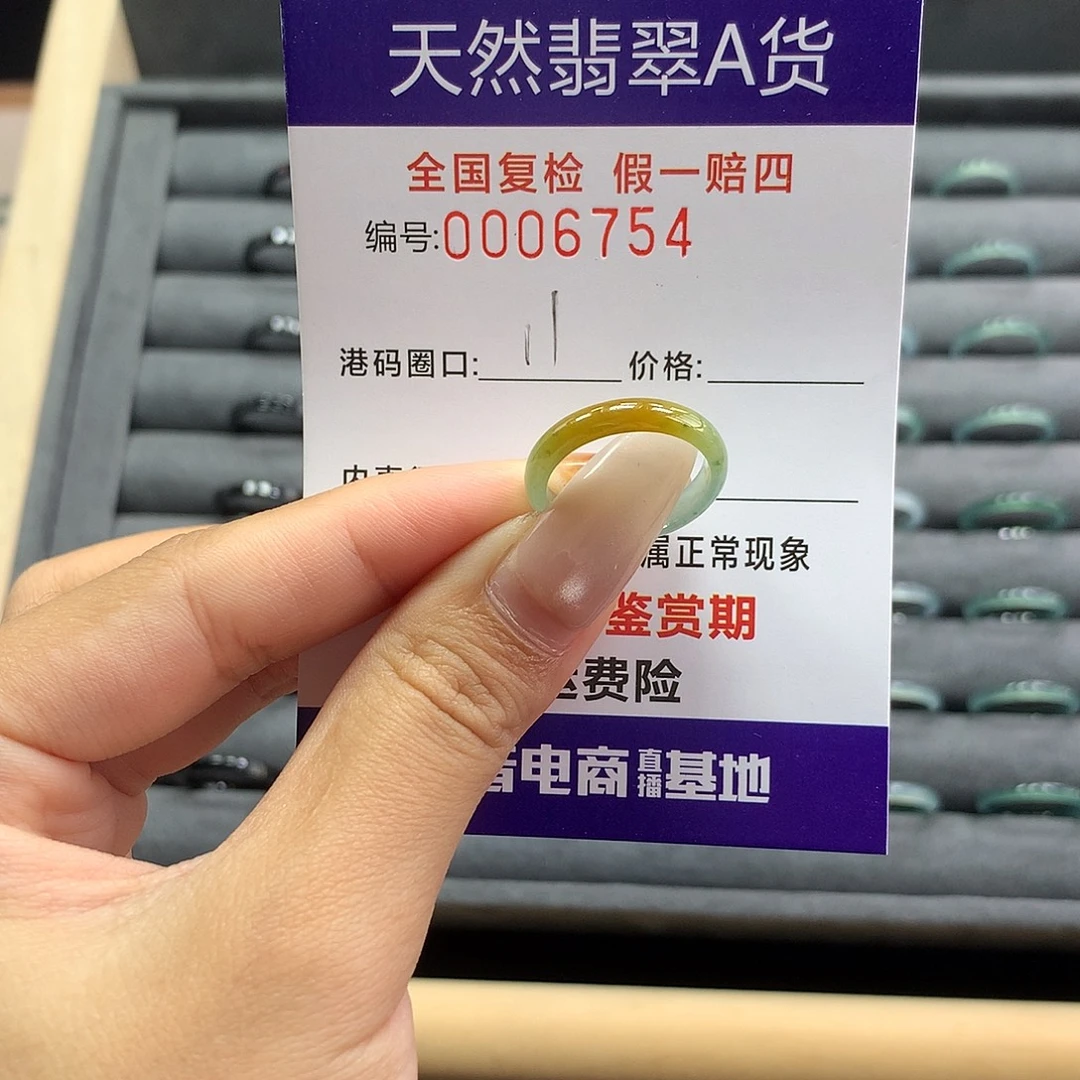 天然翡翠A货
全国复检 假一赔四
编号:0006754
港码圈口: 11 价格:
属正常现象
鉴赏期
运费险
电商直播基地